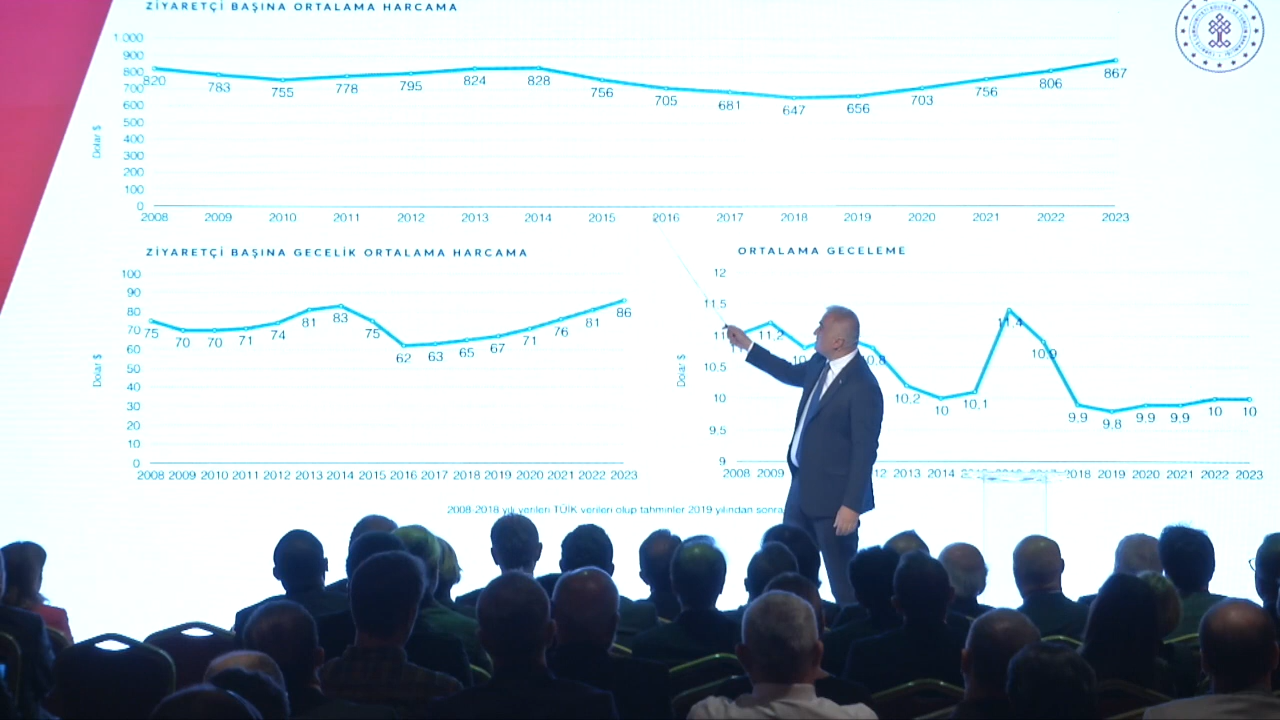 ZİYARETÇİ BAŞINA ORTALAMA HARCAMA
1.000
900
800
700
600
500
400
300
200
100
0
Dolar $
820 783 755 778 795 824 828 756 705 681 647 656 703 756 806 867
2008 2009 2010 2011 2012 2013 2014 2015 2016 2017 2018 2019 2020 2021 2022 2023
ZİYARETÇİ BAŞINA GECELİK ORTALAMA HARCAMA
100
90
80
70
60
50
40
30
20
10
0
Dolar $
75 70 70 71 74 81 83 75 62 63 65 67 71 76 81 86
2008 2009 2010 2011 2012 2013 2014 2015 2016 2017 2018 2019 2020 2021 2022 2023
ORTALAMA GECELEME
12
11.5
11
10.5
10
9.5
9
Dolar $
11,2 10,8 10,2 10 10,1 11,4 10,9 9,9 9,8 9,9 9,9 10 10
2008 2009 12 2013 2014 2015 2016 2017 2018 2019 2020 2021 2022 2023
2008-2018 yılı verileri TÜİK verileri olup tahminler 2019 yılından sonra